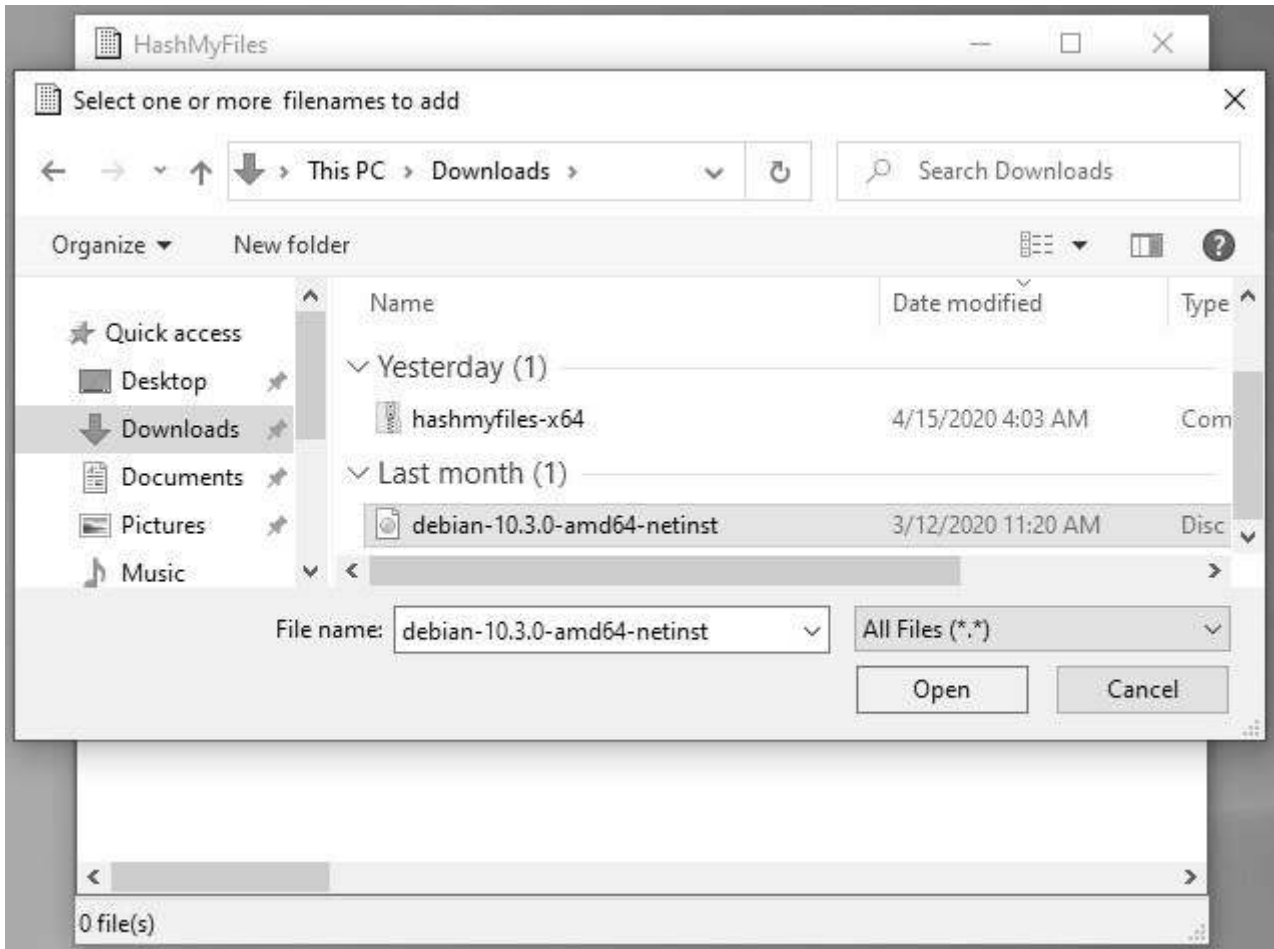 HashMyFiles
Select one or more filenames to add
This PC Downloads Search Downloads
Organize New folder
Name Date modified Type
Quick access
Yesterday (1)
Desktop
hashmyfiles-x64 4/15/2020 4:03 AM Com
Downloads
Documents
Last month (1)
Pictures
debian-10.3.0-amd64-netinst 3/12/2020 11:20 AM Disc
Music
File name: debian-10.3.0-amd64-netinst All Files (*.*)
Open Cancel
0 file(s)